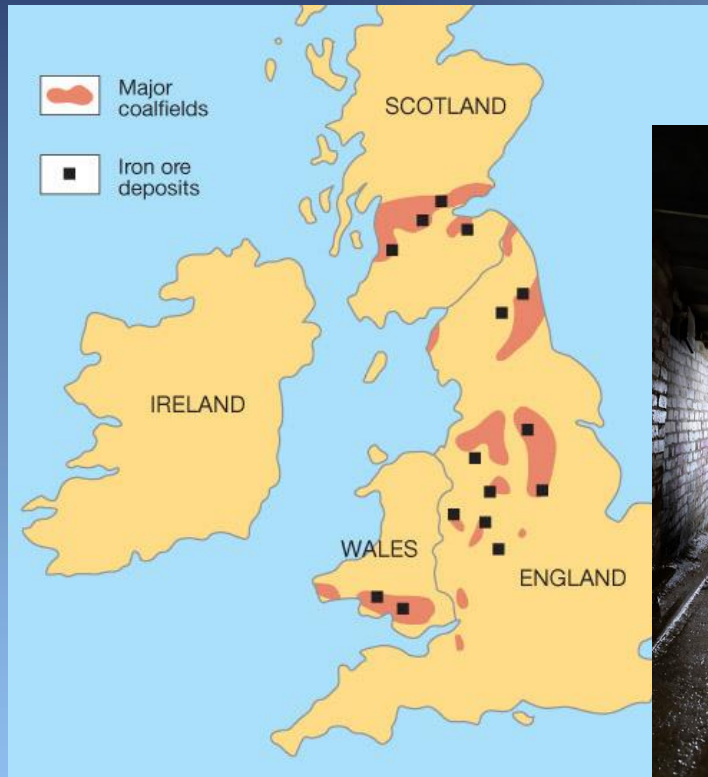 Major
coalfields
Iron ore
deposits
SCOTLAND
IRELAND
WALES
ENGLAND